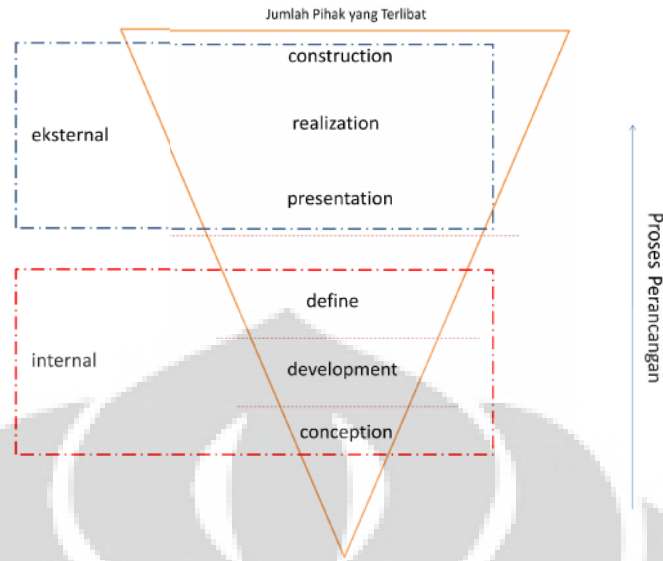 Jumlah Pihak yang Terlibat
construction
realization
eksternal
presentation
define
internal
development
conception
Proses Perancangan